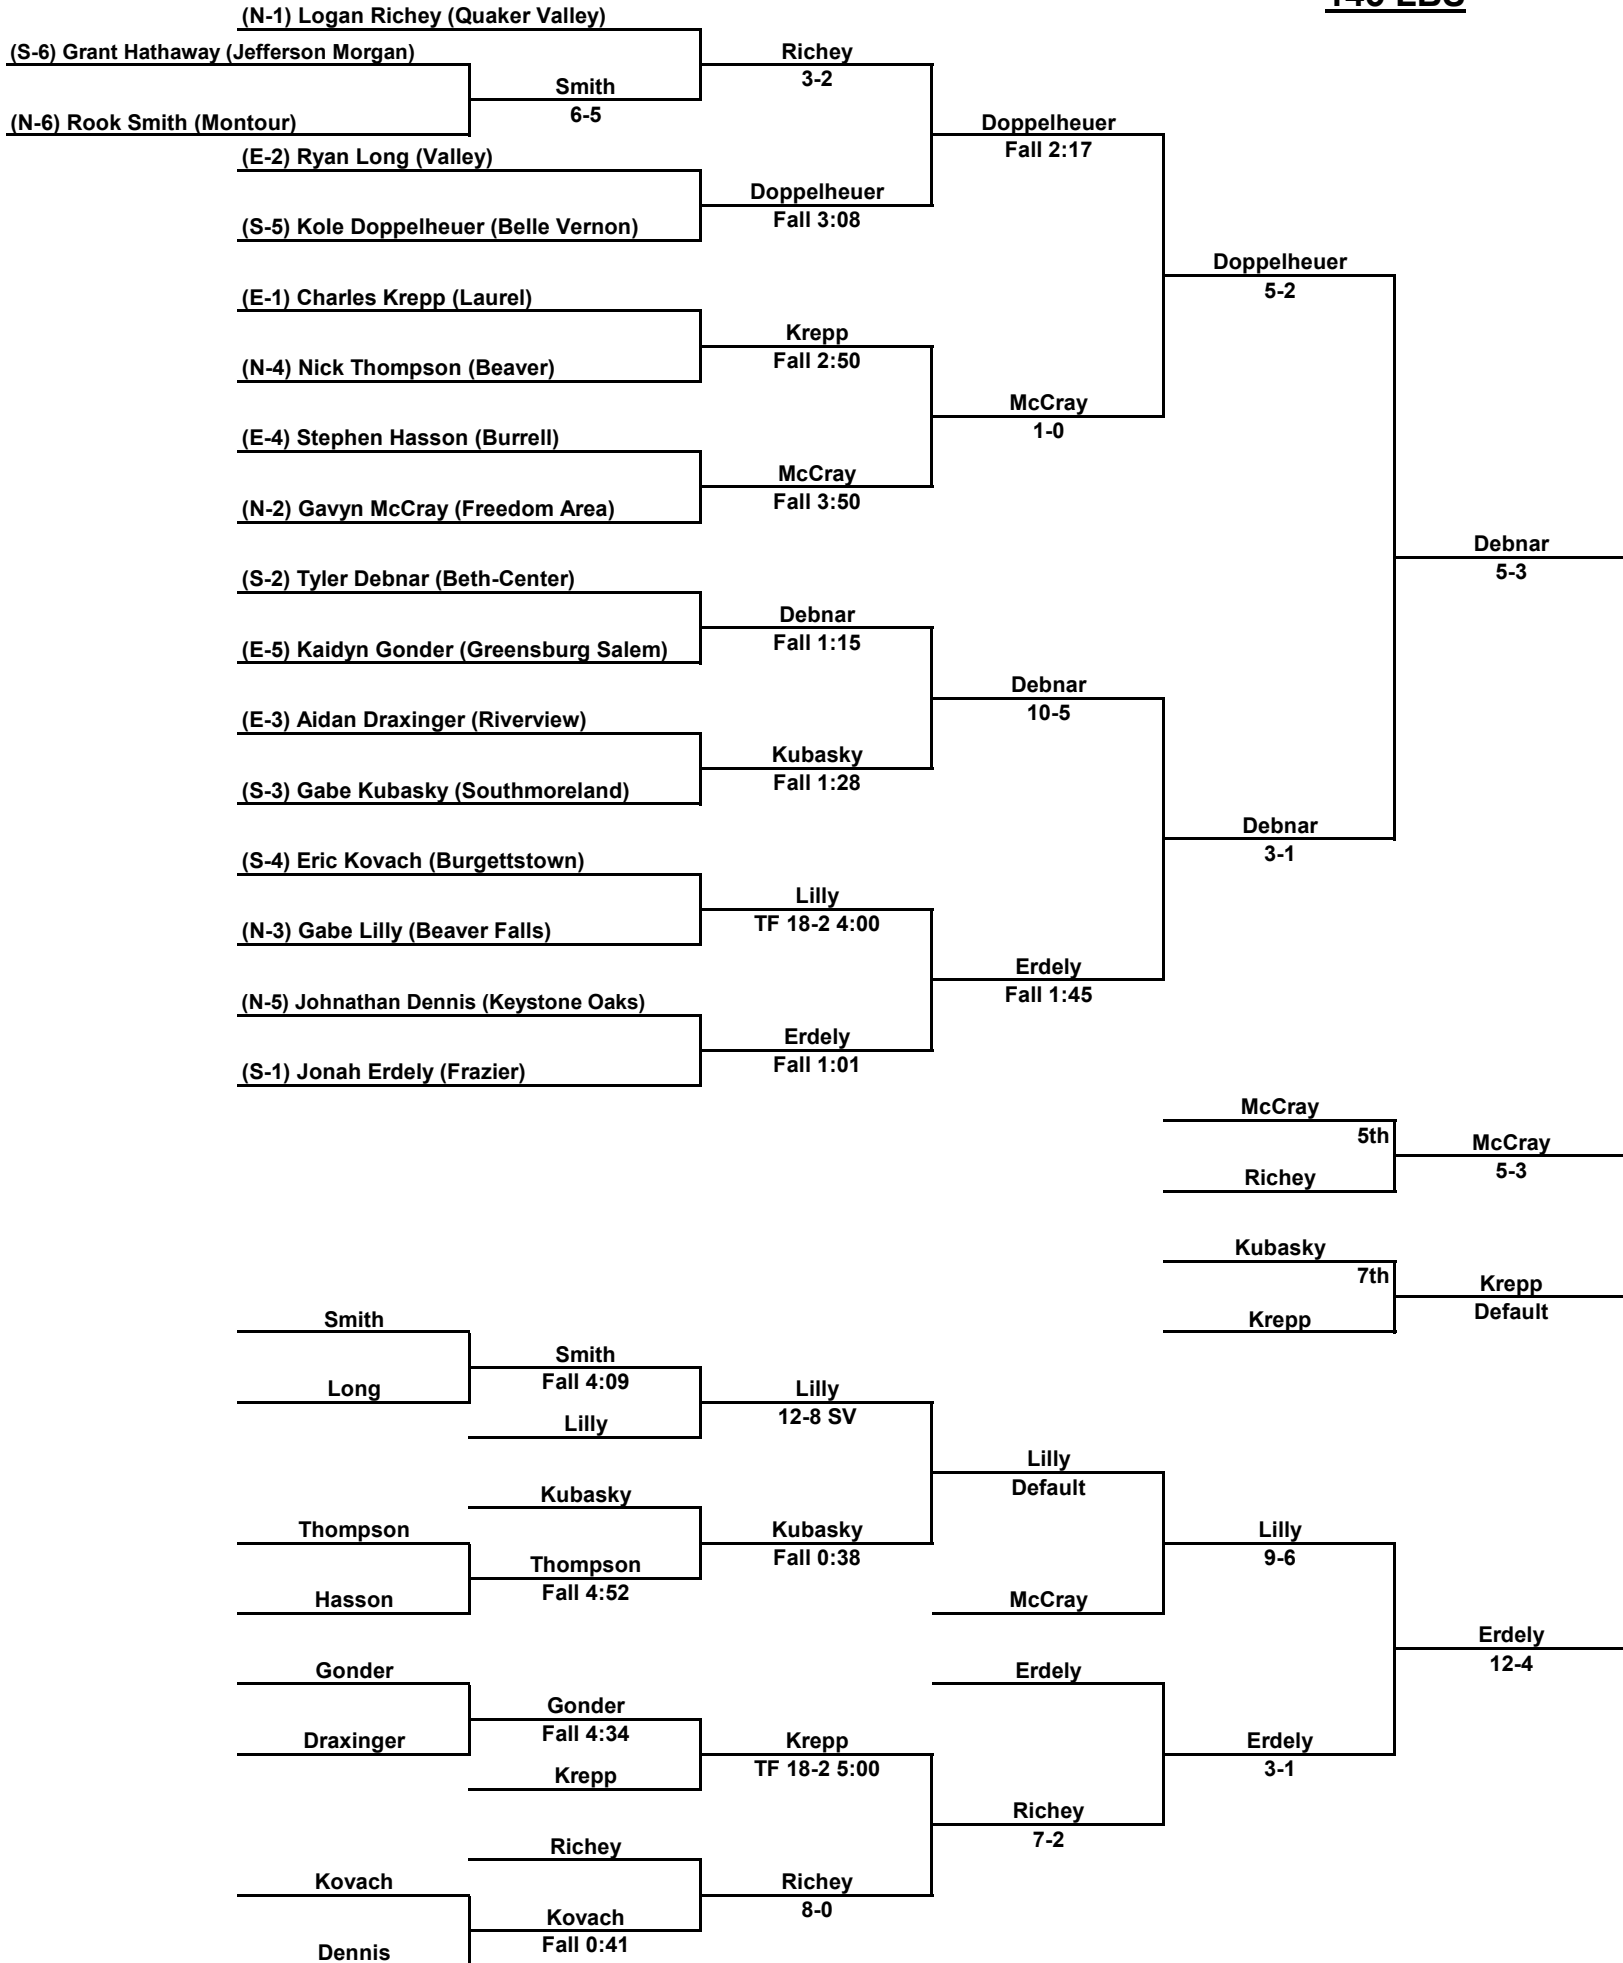 (N-1) Logan Richey (Quaker Valley)
(S-6) Grant Hathaway (Jefferson Morgan)
Richey
3-2
Smith
6-5
(N-6) Rook Smith (Montour)
Doppelheuer
Fall 2:17
(E-2) Ryan Long (Valley)
Doppelheuer
Fall 3:08
(S-5) Kole Doppelheuer (Belle Vernon)
Doppelheuer
5-2
(E-1) Charles Krepp (Laurel)
Krepp
Fall 2:50
(N-4) Nick Thompson (Beaver)
McCray
1-0
(E-4) Stephen Hasson (Burrell)
McCray
Fall 3:50
(N-2) Gavyn McCray (Freedom Area)
Debnar
5-3
(S-2) Tyler Debnar (Beth-Center)
Debnar
Fall 1:15
(E-5) Kaidyn Gonder (Greensburg Salem)
Debnar
10-5
(E-3) Aidan Draxinger (Riverview)
Kubasky
Fall 1:28
(S-3) Gabe Kubasky (Southmoreland)
Debnar
3-1
(S-4) Eric Kovach (Burgettstown)
Lilly
TF 18-2 4:00
(N-3) Gabe Lilly (Beaver Falls)
Erdely
Fall 1:45
(N-5) Johnathan Dennis (Keystone Oaks)
Erdely
Fall 1:01
(S-1) Jonah Erdely (Frazier)
McCray
5th
McCray
5-3
Richey
Kubasky
7th
Krepp
Default
Krepp
Smith
Smith
Fall 4:09
Long
Lilly
12-8 SV
Lilly
Lilly
Default
Kubasky
Thompson
Kubasky
Fall 0:38
Lilly
9-6
Thompson
Fall 4:52
Hasson
McCray
Erdely
12-4
Gonder
Erdely
Gonder
Fall 4:34
Draxinger
Krepp
TF 18-2 5:00
Erdely
3-1
Krepp
Richey
7-2
Richey
Kovach
Richey
8-0
Kovach
Fall 0:41
Dennis